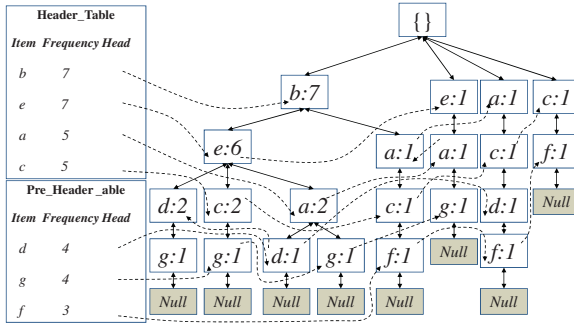 Header_Table
Item Frequency Head
b 7
e 7
a 5
c 5
Pre_Header _able
Item Frequency Head
d 4
g 4
f 3
{}
b:7 e:1 a:1 c:1
e:6 a:1 a:1 c:1 f:1
d:2 c:2 a:2 c:1 g:1 d:1 Null
g:1 g:1 d:1 g:1 f:1 Null f:1
Null Null Null Null Null Null